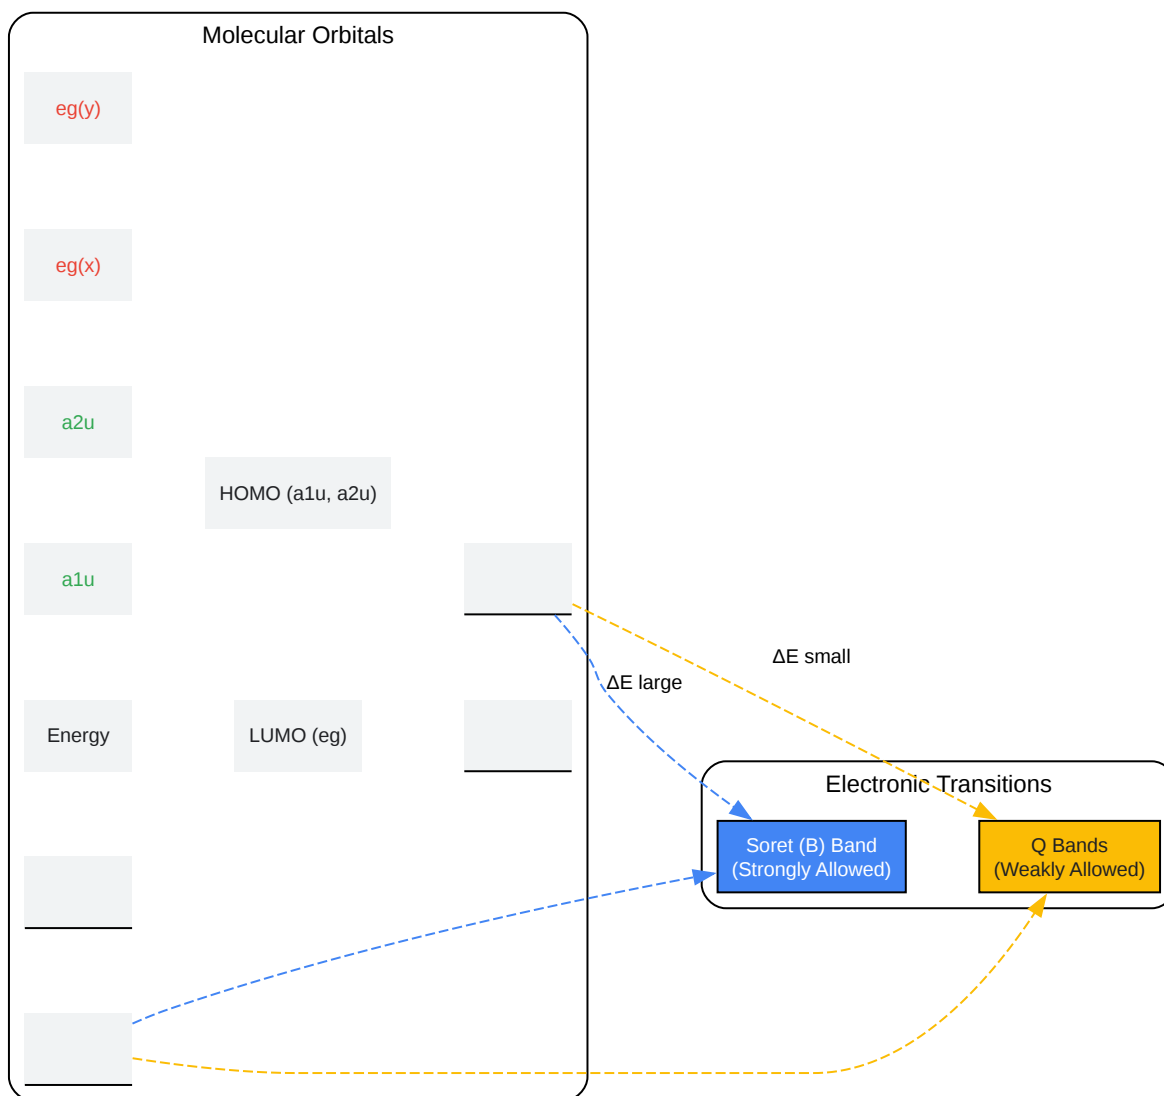 Molecular Orbitals
eg(y)
eg(x)
a2u
HOMO (a1u, a2u)
a1u
ΔE small
ΔE large
Energy
LUMO (eg)
Electronic Transitions
Soret (B) Band
(Strongly Allowed)
Q Bands
(Weakly Allowed)